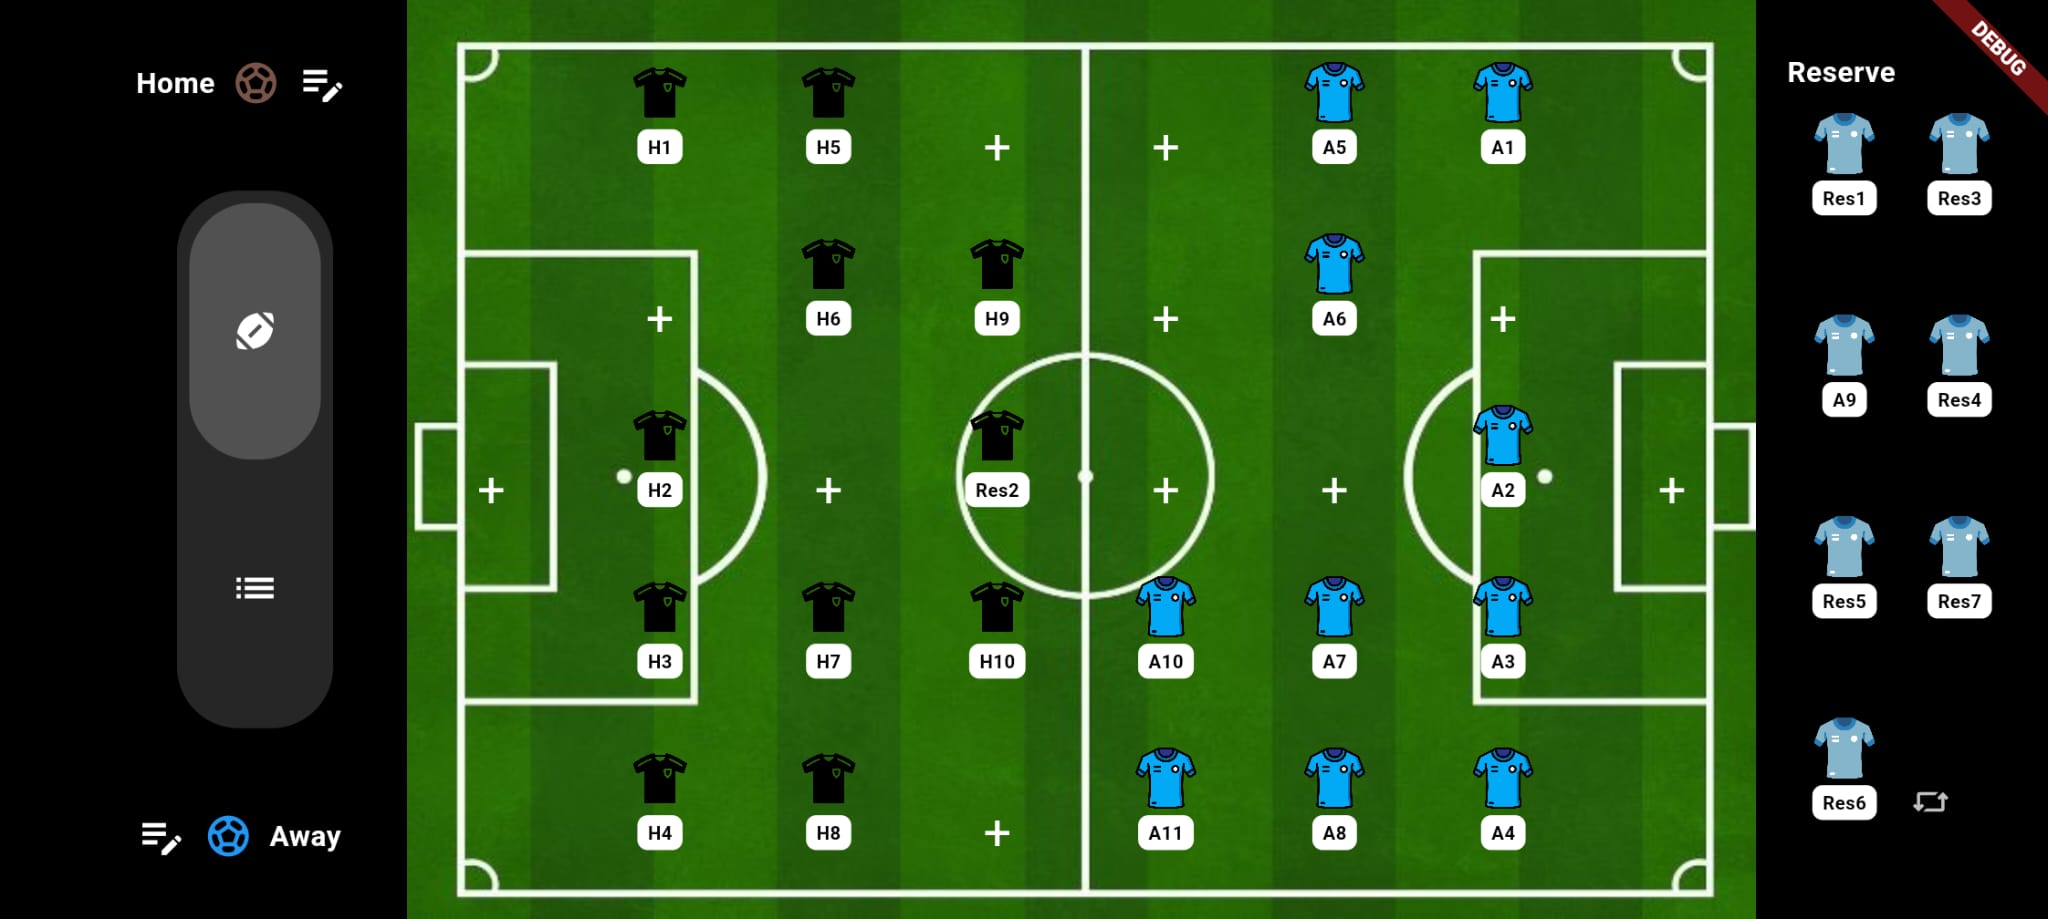 Home
Away
H1
H5
A5
A1
H6
H9
A6
H2
Res2
A2
H3
H7
H10
A10
A7
A3
H4
H8
A11
A8
A4
DEBUG
Reserve
Res1
Res3
A9
Res4
Res5
Res7
Res6